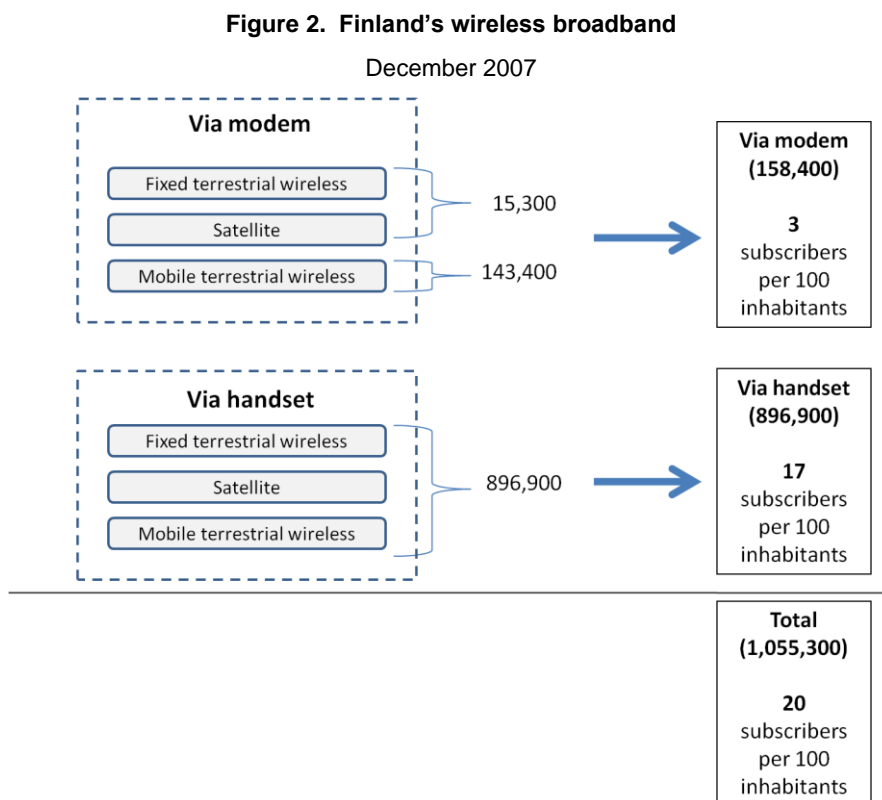 Figure 2. Finland's wireless broadband
December 2007
Via modem
Fixed terrestrial wireless
Satellite
Mobile terrestrial wireless
15,300
143,400
Via modem
(158,400)
3
subscribers
per 100
inhabitants
Via handset
Fixed terrestrial wireless
Satellite
Mobile terrestrial wireless
896,900
Via handset
(896,900)
17
subscribers
per 100
inhabitants
Total
(1,055,300)
20
subscribers
per 100
inhabitants